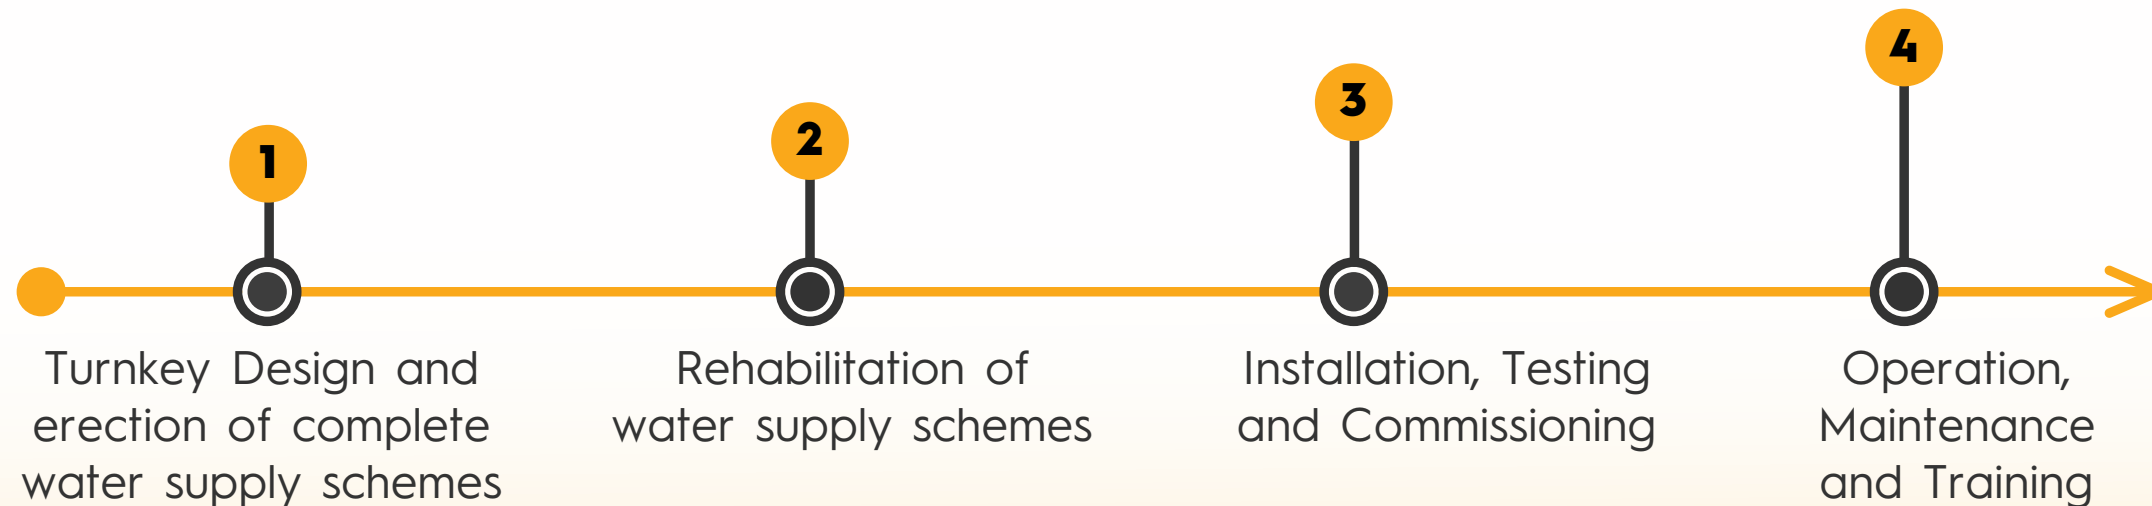 1
2
3
4
Turnkey Design and
erection of complete
water supply schemes
Rehabilitation of
water supply schemes
Installation, Testing
and Commissioning
Operation,
Maintenance
and Training